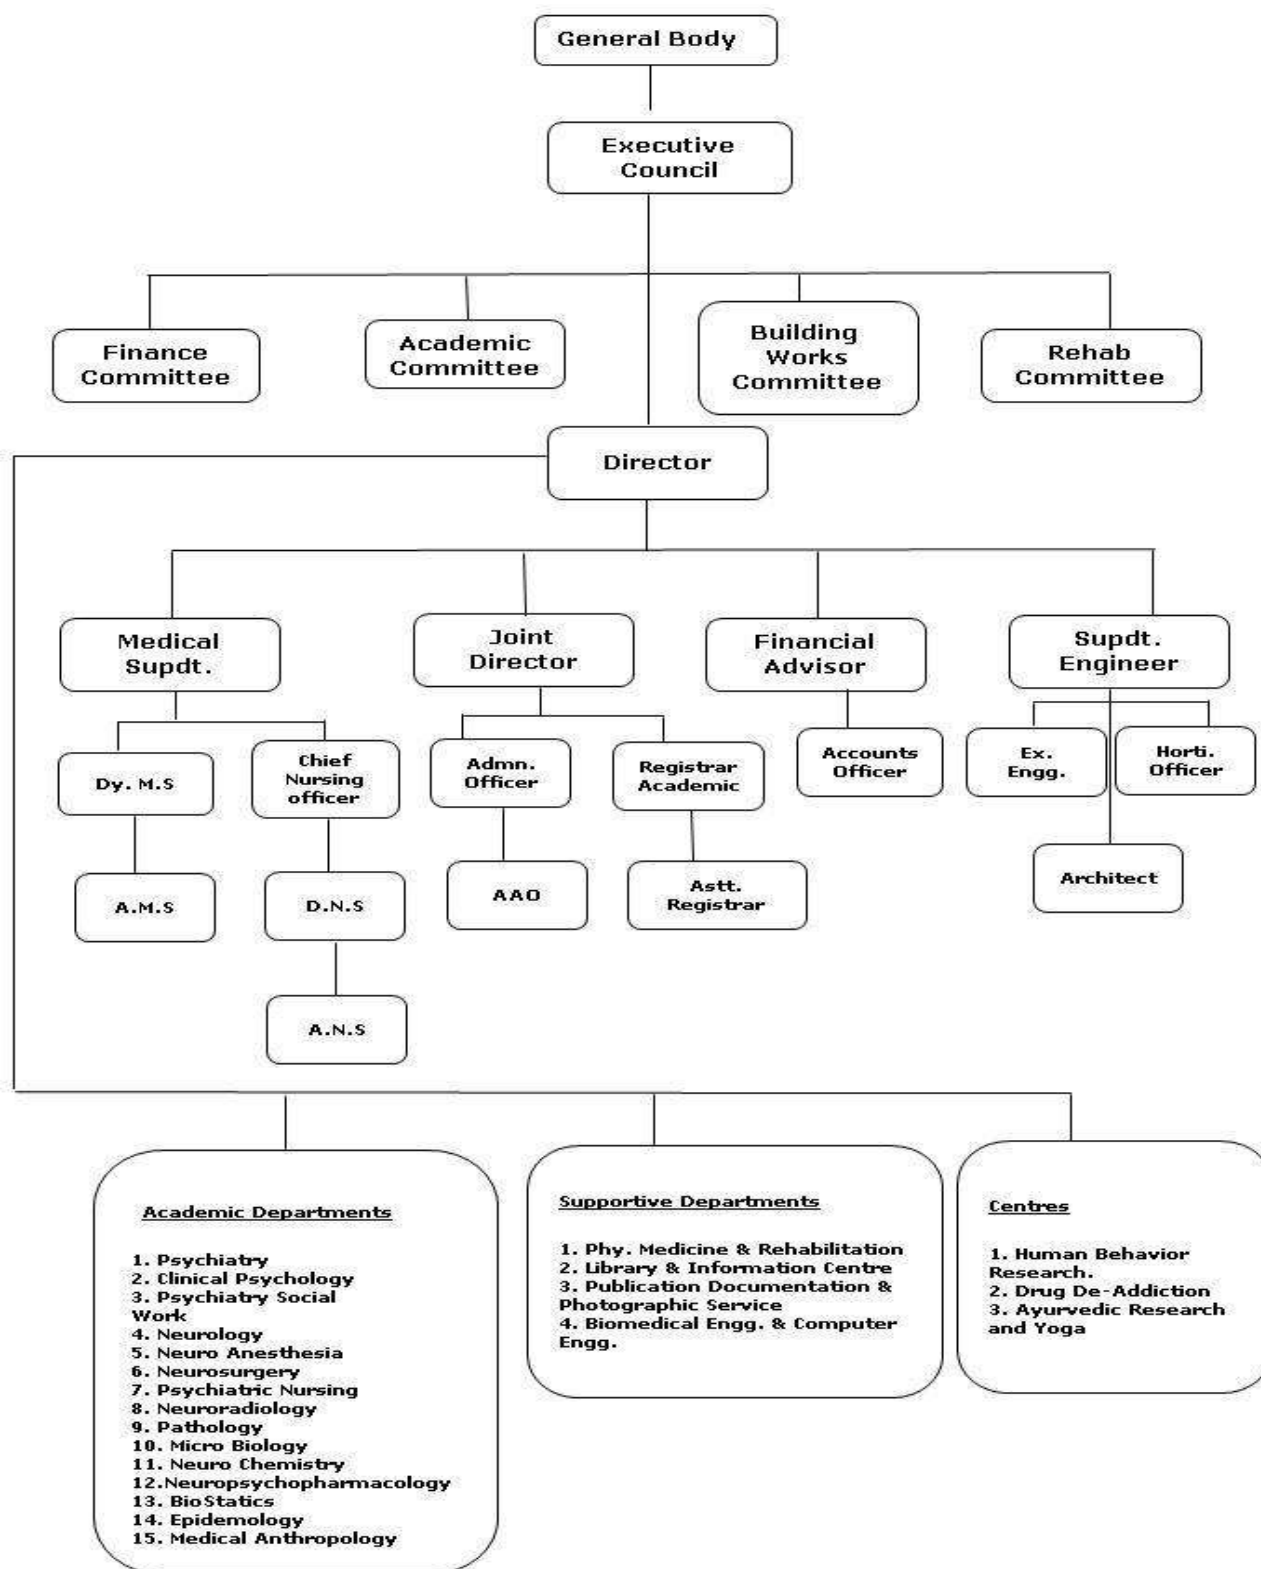 General Body
Executive
Council
Finance
Committee
Academic
Committee
Building
Works
Committee
Rehab
Committee
Director
Medical
Supdt.
Joint
Director
Financial
Advisor
Supdt.
Engineer
Dy. M.S
Chief
Nursing
officer
Admn.
Officer
Registrar
Academic
Accounts
Officer
Ex.
Engg.
Horti.
Officer
A.M.S
D.N.S
AAO
Astt.
Registrar
Architect
A.N.S
Academic Departments
1. Psychiatry
2. Clinical Psychology
3. Psychiatry Social
Work
4. Neurology
5. Neuro Anesthesia
6. Neurosurgery
7. Psychiatric Nursing
8. Neuroradiology
9. Pathology
10. Micro Biology
11. Neuro Chemistry
12.Neuropsychopharmacology
13. BioStatics
14. Epidemology
15. Medical Anthropology
Supportive Departments
1. Phy. Medicine & Rehabilitation
2. Library & Information Centre
3. Publication Documentation &
Photographic Service
4. Biomedical Engg. & Computer
Engg.
Centres
1. Human Behavior
Research.
2. Drug De-Addiction
3. Ayurvedic Research
and Yoga